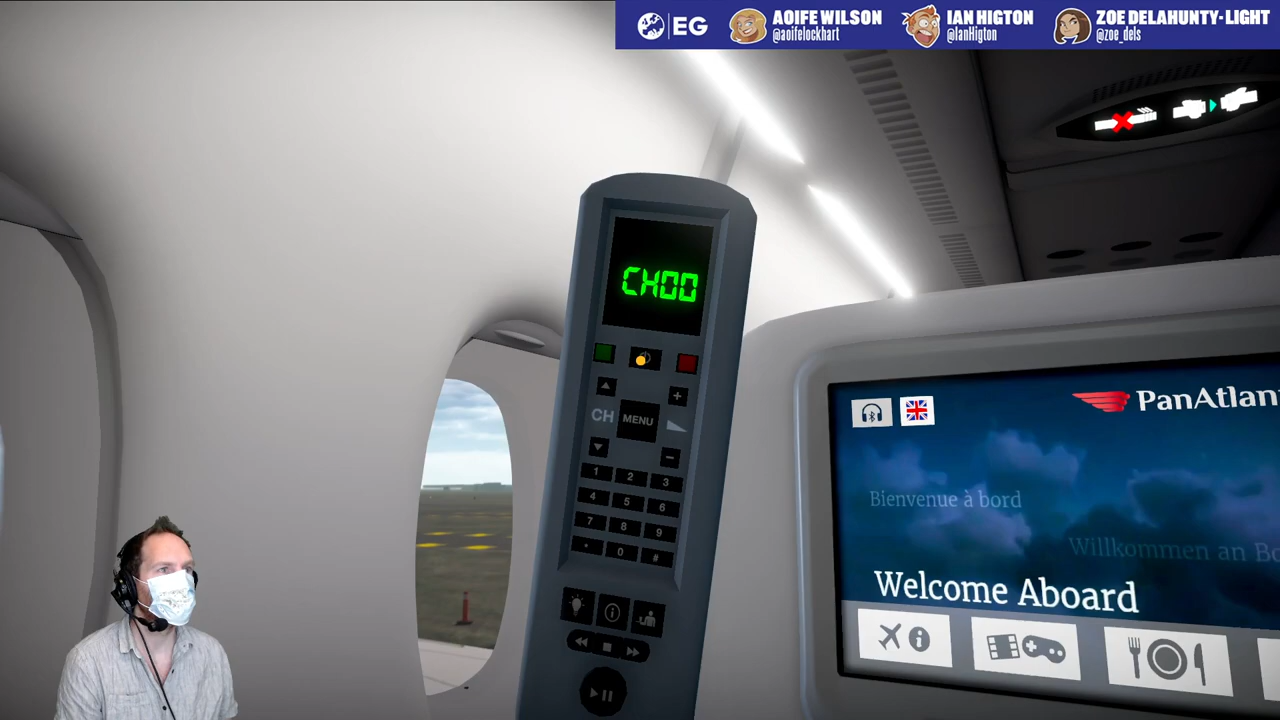 EG
AOIFE WILSON
@aoifelockhart
IAN HIGTON
@IanHigton
ZOE DELAHUNTY-LIGHT
@zoe_dels
CH00
+
CH
MENU
-
1 2 3
4 5 6
7 8 9
* 0 #
PanAtlan
Bienvenue à bord
Willkommen an Bo
Welcome Aboard